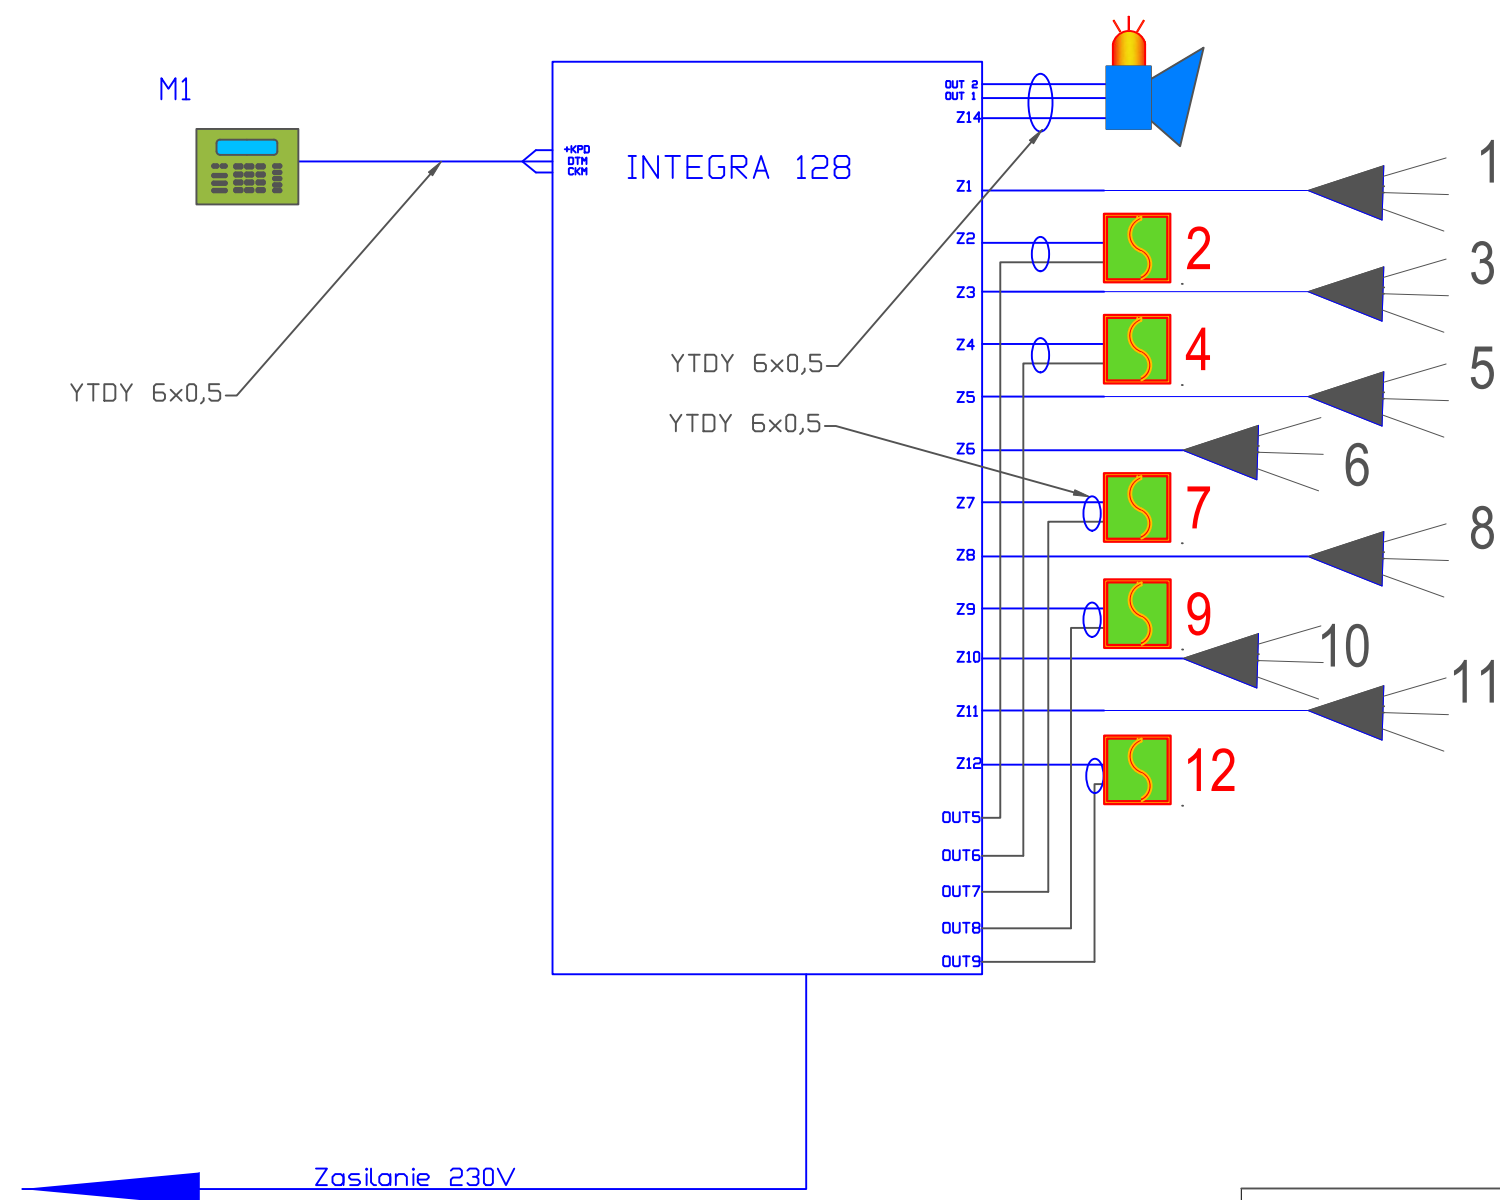 M1
+KPD
DTM
CKM
INTEGRA 128
OUT 2
OUT 1
Z14
Z1
1
Z2
2
Z3
3
YTDY 6x0,5
Z4
4
YTDY 6x0,5
Z5
5
YTDY 6x0,5
Z6
6
Z7
7
Z8
8
Z9
9
Z10
10
Z11
11
Z12
12
OUT5
OUT6
OUT7
OUT8
OUT9
Zasilanie 230V